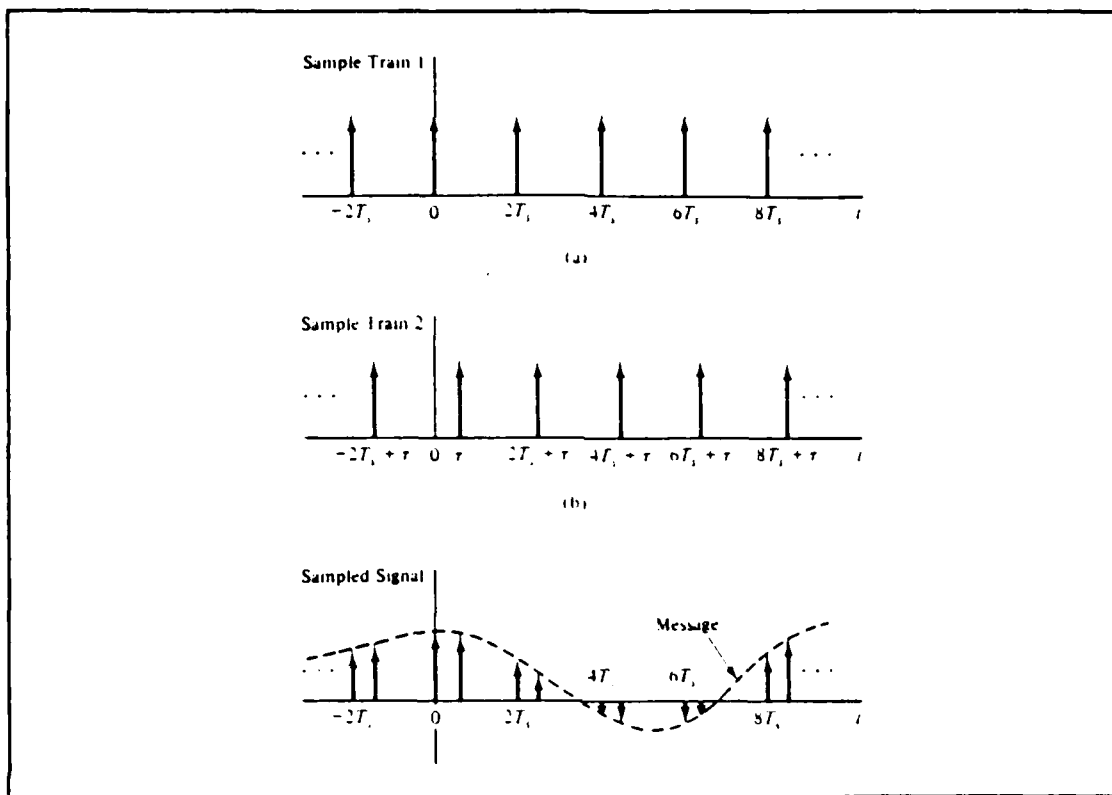 Sample Train 1
· · · · · ·
−2Tₛ 0 2Tₛ 4Tₛ 6Tₛ 8Tₛ t
(a)
Sample Train 2
· · · · · ·
−2Tₛ + τ 0 τ 2Tₛ + τ 4Tₛ + τ 6Tₛ + τ 8Tₛ + τ t
(b)
Sampled Signal
Message
· · · 4Tₛ 6Tₛ · · ·
−2Tₛ 0 2Tₛ 8Tₛ t